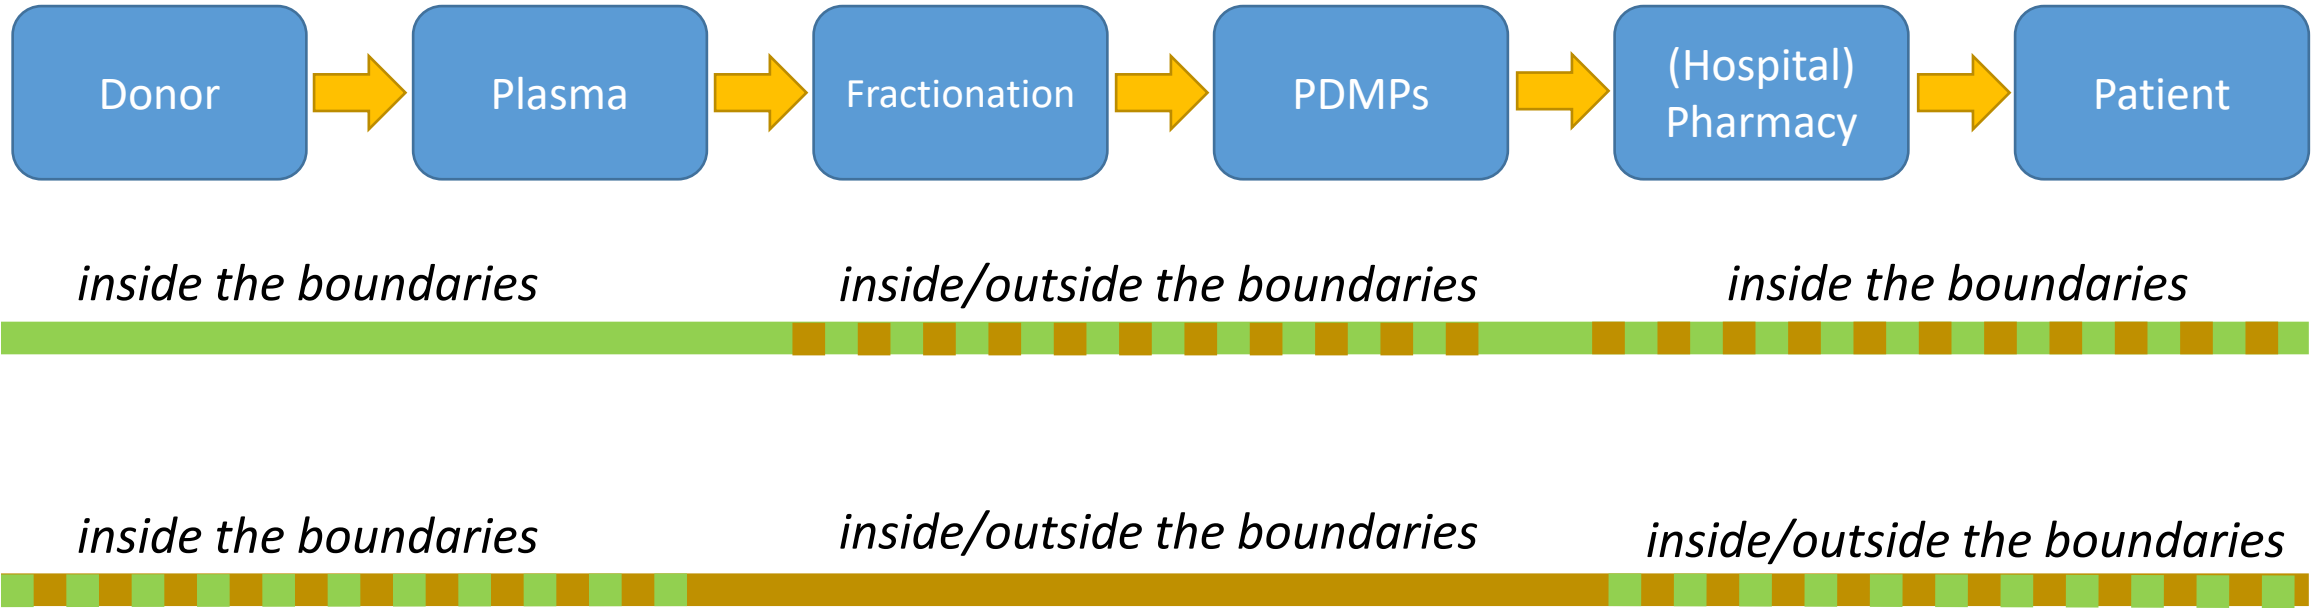 Donor
Plasma
Fractionation
PDMPs
(Hospital)
Pharmacy
Patient
inside the boundaries
inside/outside the boundaries
inside the boundaries
inside the boundaries
inside/outside the boundaries
inside/outside the boundaries